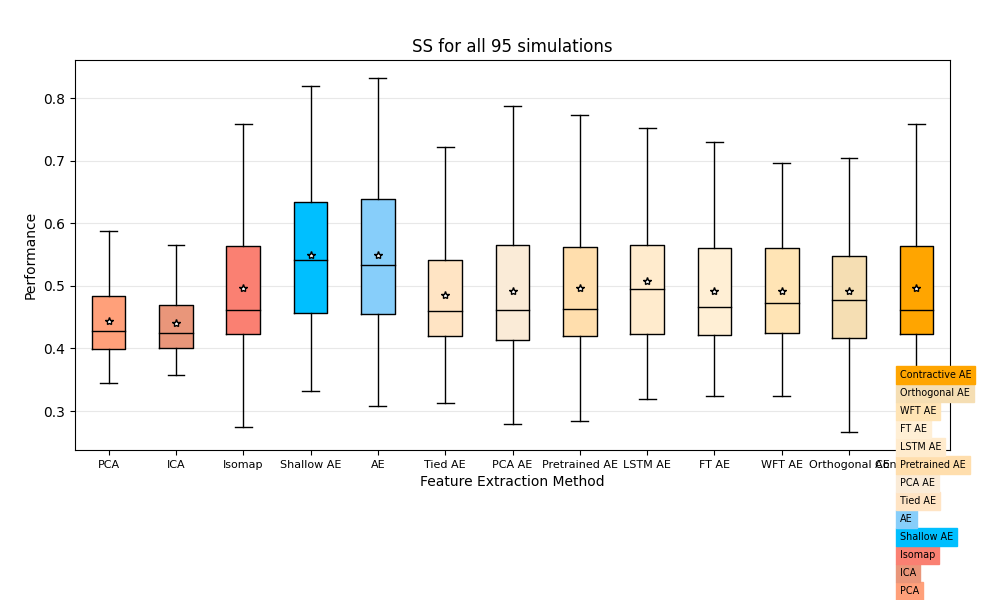 SS for all 95 simulations
Performance
0.8
0.7
0.6
0.5
0.4
0.3
PCA ICA Isomap Shallow AE AE Tied AE PCA AE Pretrained AE LSTM AE FT AE WFT AE Orthogonal AE
Feature Extraction Method
Contractive AE
Orthogonal AE
WFT AE
FT AE
LSTM AE
Pretrained AE
PCA AE
Tied AE
AE
Shallow AE
Isomap
ICA
PCA